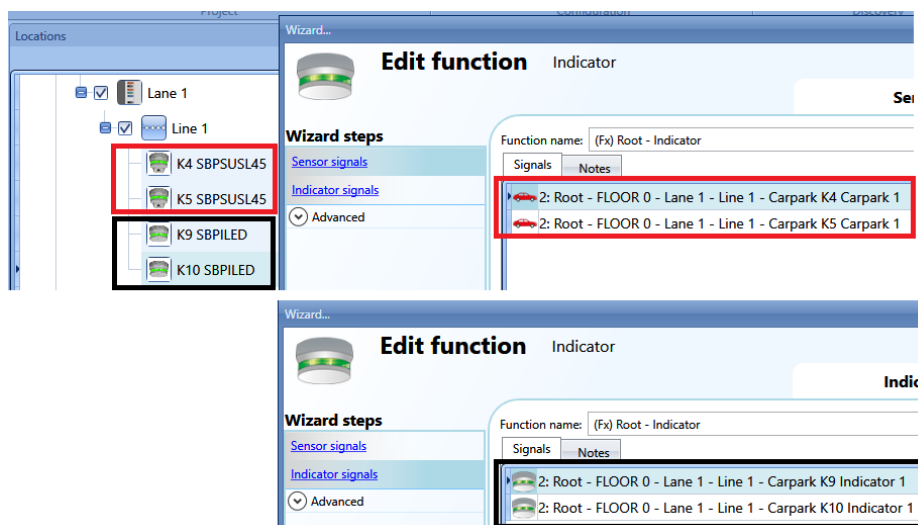 Project Configuration Discovery
Locations
Lane 1
Line 1
K4 SBPSUSL45
K5 SBPSUSL45
K9 SBPILED
K10 SBPILED
Wizard...
Edit function Indicator
Wizard steps
Sensor signals
Indicator signals
Advanced
Function name: (Fx) Root - Indicator
Signals Notes
2: Root - FLOOR 0 - Lane 1 - Line 1 - Carpark K4 Carpark 1
2: Root - FLOOR 0 - Lane 1 - Line 1 - Carpark K5 Carpark 1
Wizard...
Edit function Indicator
Wizard steps
Sensor signals
Indicator signals
Advanced
Function name: (Fx) Root - Indicator
Signals Notes
2: Root - FLOOR 0 - Lane 1 - Line 1 - Carpark K9 Indicator 1
2: Root - FLOOR 0 - Lane 1 - Line 1 - Carpark K10 Indicator 1